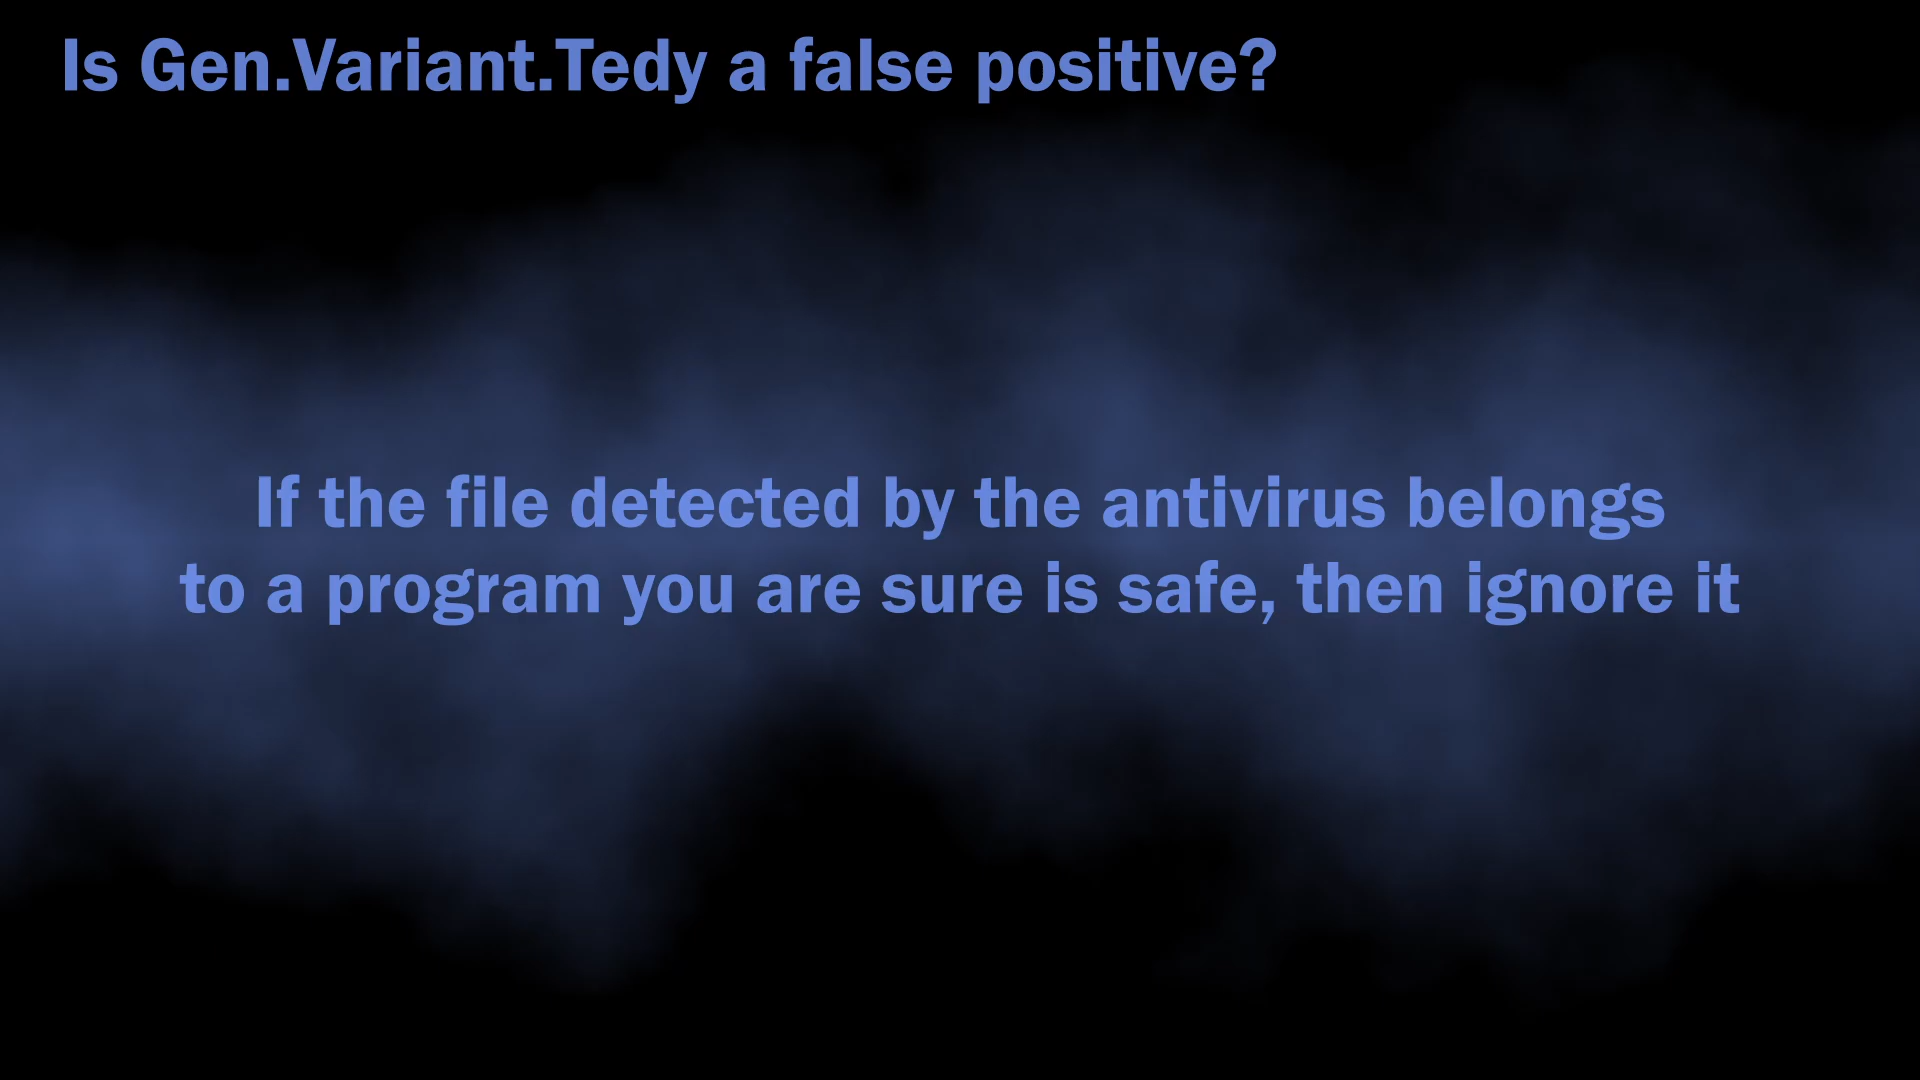 Is Gen.Variant.Tedy a false positive?
If the file detected by the antivirus belongs
to a program you are sure is safe, then ignore it